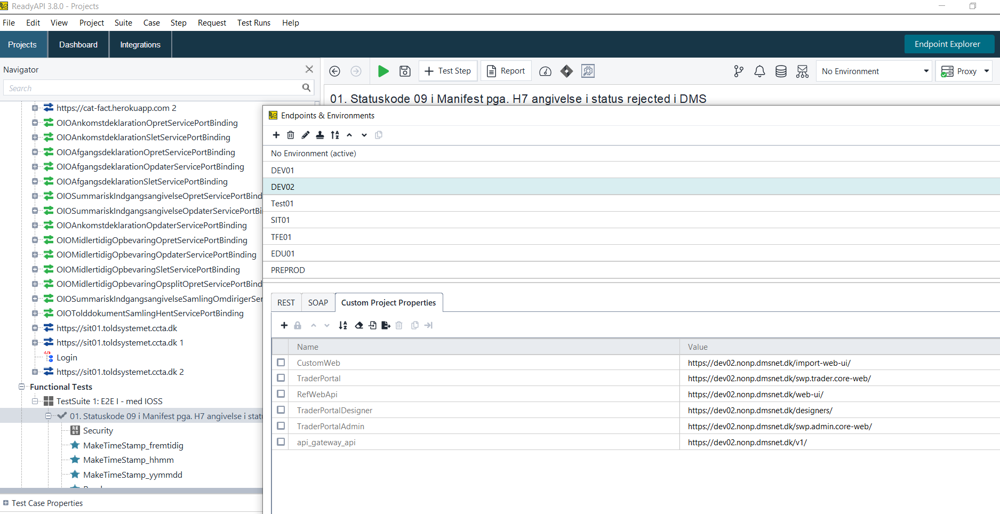 ReadyAPI 3.8.0 - Projects
File Edit View Project Suite Case Step Request Test Runs Help
Projects Dashboard Integrations Endpoint Explorer
Navigator
Search
+ Test Step Report No Environment Proxy
01. Statuskode 09 i Manifest pga. H7 angivelse i status rejected i DMS
https://cat-fact.herokuapp.com 2
OIOAnkomstdeklarationOpretServicePortBinding
OIOAnkomstdeklarationSletServicePortBinding
OIOAfgangsdeklarationOpretServicePortBinding
OIOAfgangsdeklarationOpdaterServicePortBinding
OIOAfgangsdeklarationSletServicePortBinding
OIOSummariskIndgangsangivelseOpretServicePortBind
OIOSummariskIndgangsangivelseOpdaterServicePortBi
OIOAnkomstdeklarationOpdaterServicePortBinding
OIOMidlertidigOpbevaringOpretServicePortBinding
OIOMidlertidigOpbevaringOpdaterServicePortBinding
OIOMidlertidigOpbevaringSletServicePortBinding
OIOMidlertidigOpbevaringOpsplitOpretServicePortBind
OIOSummariskIndgangsangivelseSamlingOmdirigerSer
OIOTolddokumentSamlingHentServicePortBinding
https://sit01.toldsystemet.ccta.dk
https://sit01.toldsystemet.ccta.dk 1
Login
https://sit01.toldsystemet.ccta.dk 2
Functional Tests
TestSuite 1: E2E I - med IOSS
01. Statuskode 09 i Manifest pga. H7 angivelse i stat
Security
MakeTimeStamp_fremtidig
MakeTimeStamp_hhmm
MakeTimeStamp_yymmdd
Test Case Properties
Endpoints & Environments
No Environment (active)
DEV01
DEV02
Test01
SIT01
TFE01
EDU01
PREPROD
REST SOAP Custom Project Properties
Name Value
CustomWeb https://dev02.nonp.dmsnet.dk/import-web-ui/
TraderPortal https://dev02.nonp.dmsnet.dk/swp.trader.core-web/
RefWebApi https://dev02.nonp.dmsnet.dk/web-ui/
TraderPortalDesigner https://dev02.nonp.dmsnet.dk/designers/
TraderPortalAdmin https://dev02.nonp.dmsnet.dk/swp.admin.core-web/
api_gateway_api https://dev02.nonp.dmsnet.dk/v1/